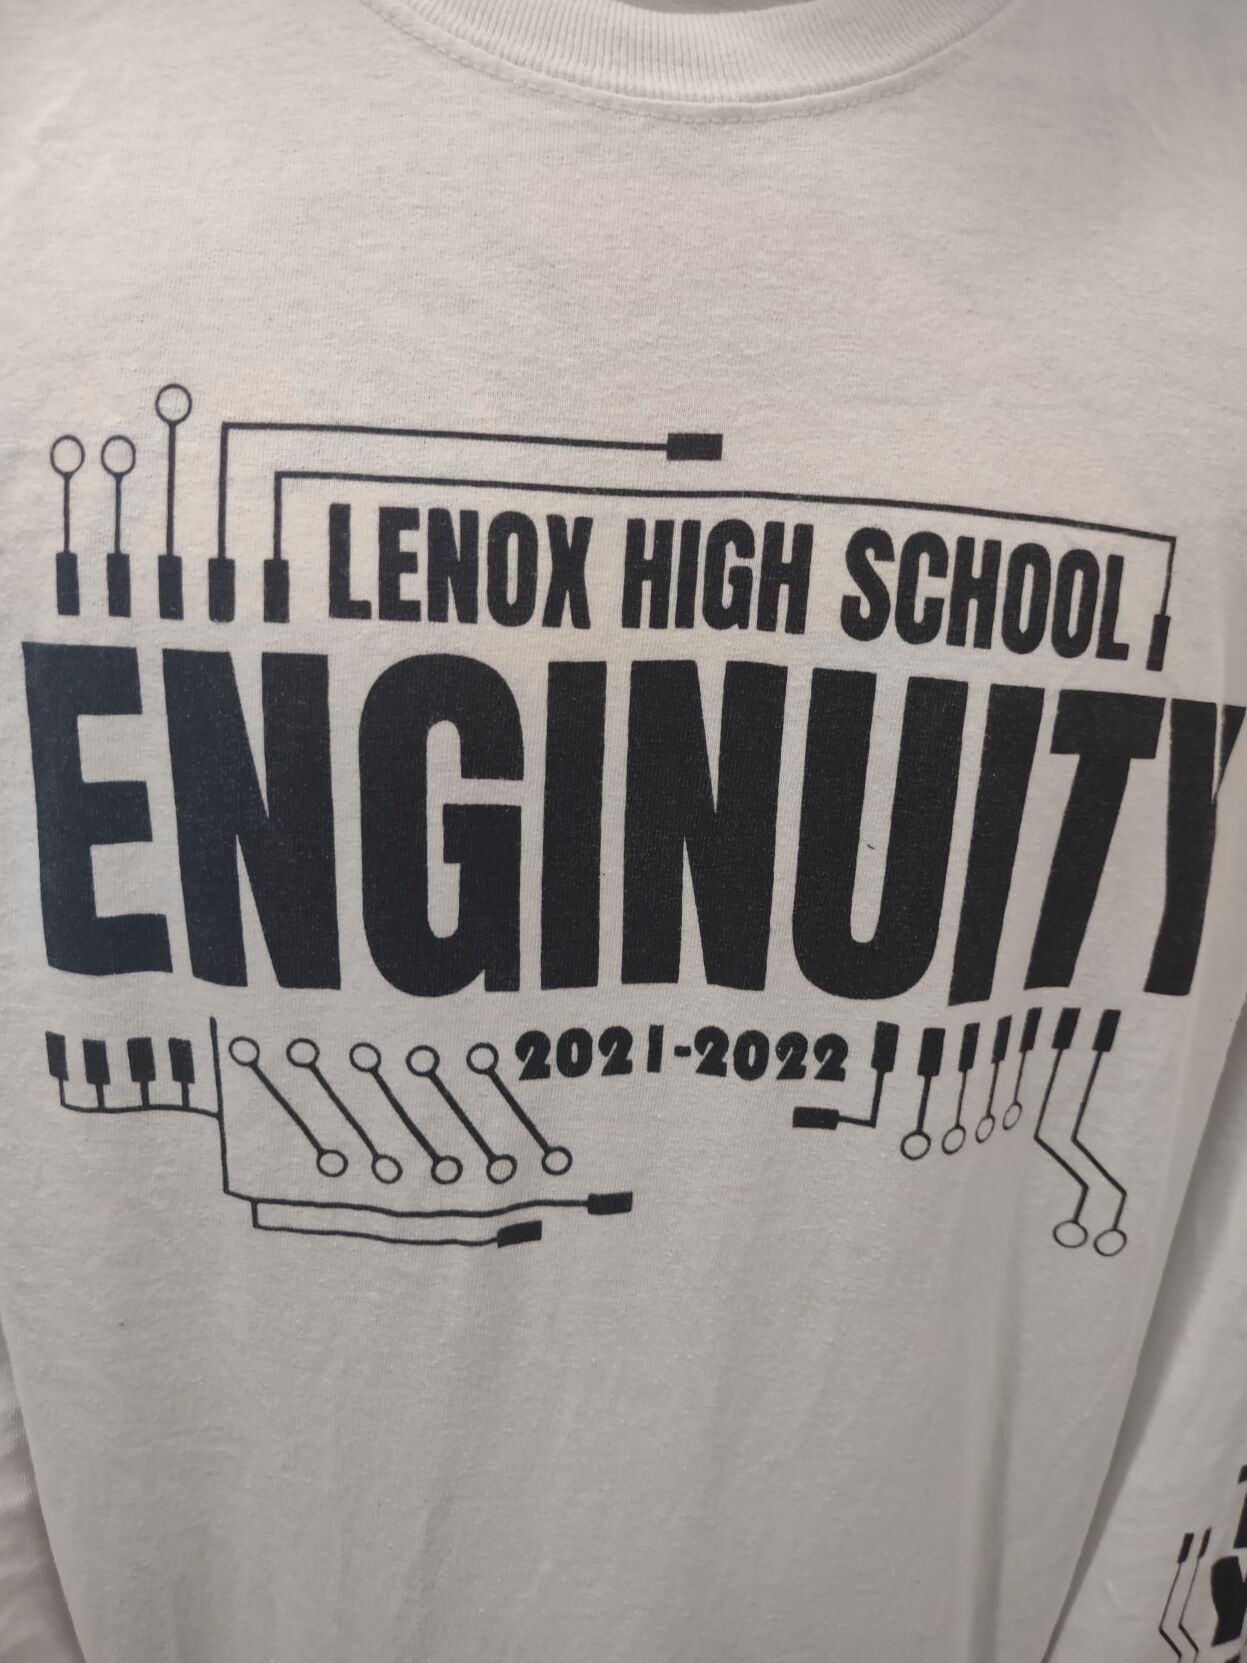 LENOX HIGH SCHOOL
ENGINUITY
2021-2022